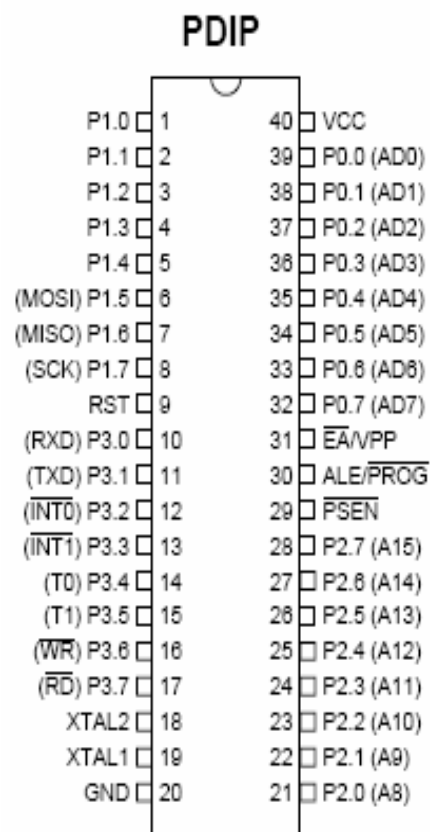 PDIP
P1.0 1 40 VCC
P1.1 2 39 P0.0 (AD0)
P1.2 3 38 P0.1 (AD1)
P1.3 4 37 P0.2 (AD2)
P1.4 5 36 P0.3 (AD3)
(MOSI) P1.5 6 35 P0.4 (AD4)
(MISO) P1.6 7 34 P0.5 (AD5)
(SCK) P1.7 8 33 P0.6 (AD6)
RST 9 32 P0.7 (AD7)
(RXD) P3.0 10 31 E̅A̅/VPP
(TXD) P3.1 11 30 ALE/P̅R̅O̅G̅
(I̅N̅T̅0̅) P3.2 12 29 P̅S̅E̅N̅
(I̅N̅T̅1̅) P3.3 13 28 P2.7 (A15)
(T0) P3.4 14 27 P2.6 (A14)
(T1) P3.5 15 26 P2.5 (A13)
(W̅R̅) P3.6 16 25 P2.4 (A12)
(R̅D̅) P3.7 17 24 P2.3 (A11)
XTAL2 18 23 P2.2 (A10)
XTAL1 19 22 P2.1 (A9)
GND 20 21 P2.0 (A8)